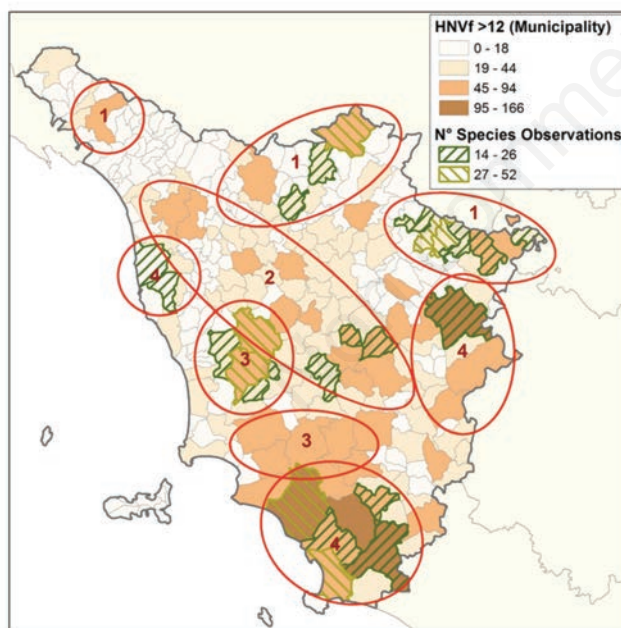 HNVf >12 (Municipality)
0 - 18
19 - 44
45 - 94
95 - 166
N° Species Observations
14 - 26
27 - 52
1
1
1
2
4
3
4
3
4